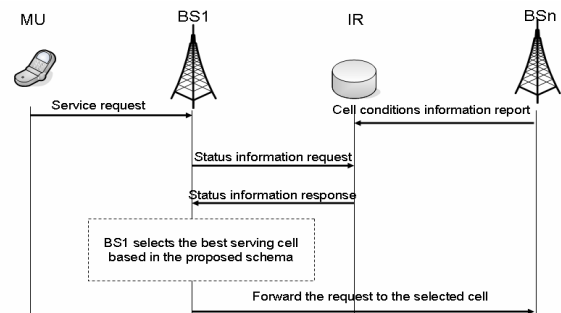 MU
BS1
IR
BSn
Service request
Cell conditions information report
Status information request
Status information response
BS1 selects the best serving cell
based in the proposed schema
Forward the request to the selected cell